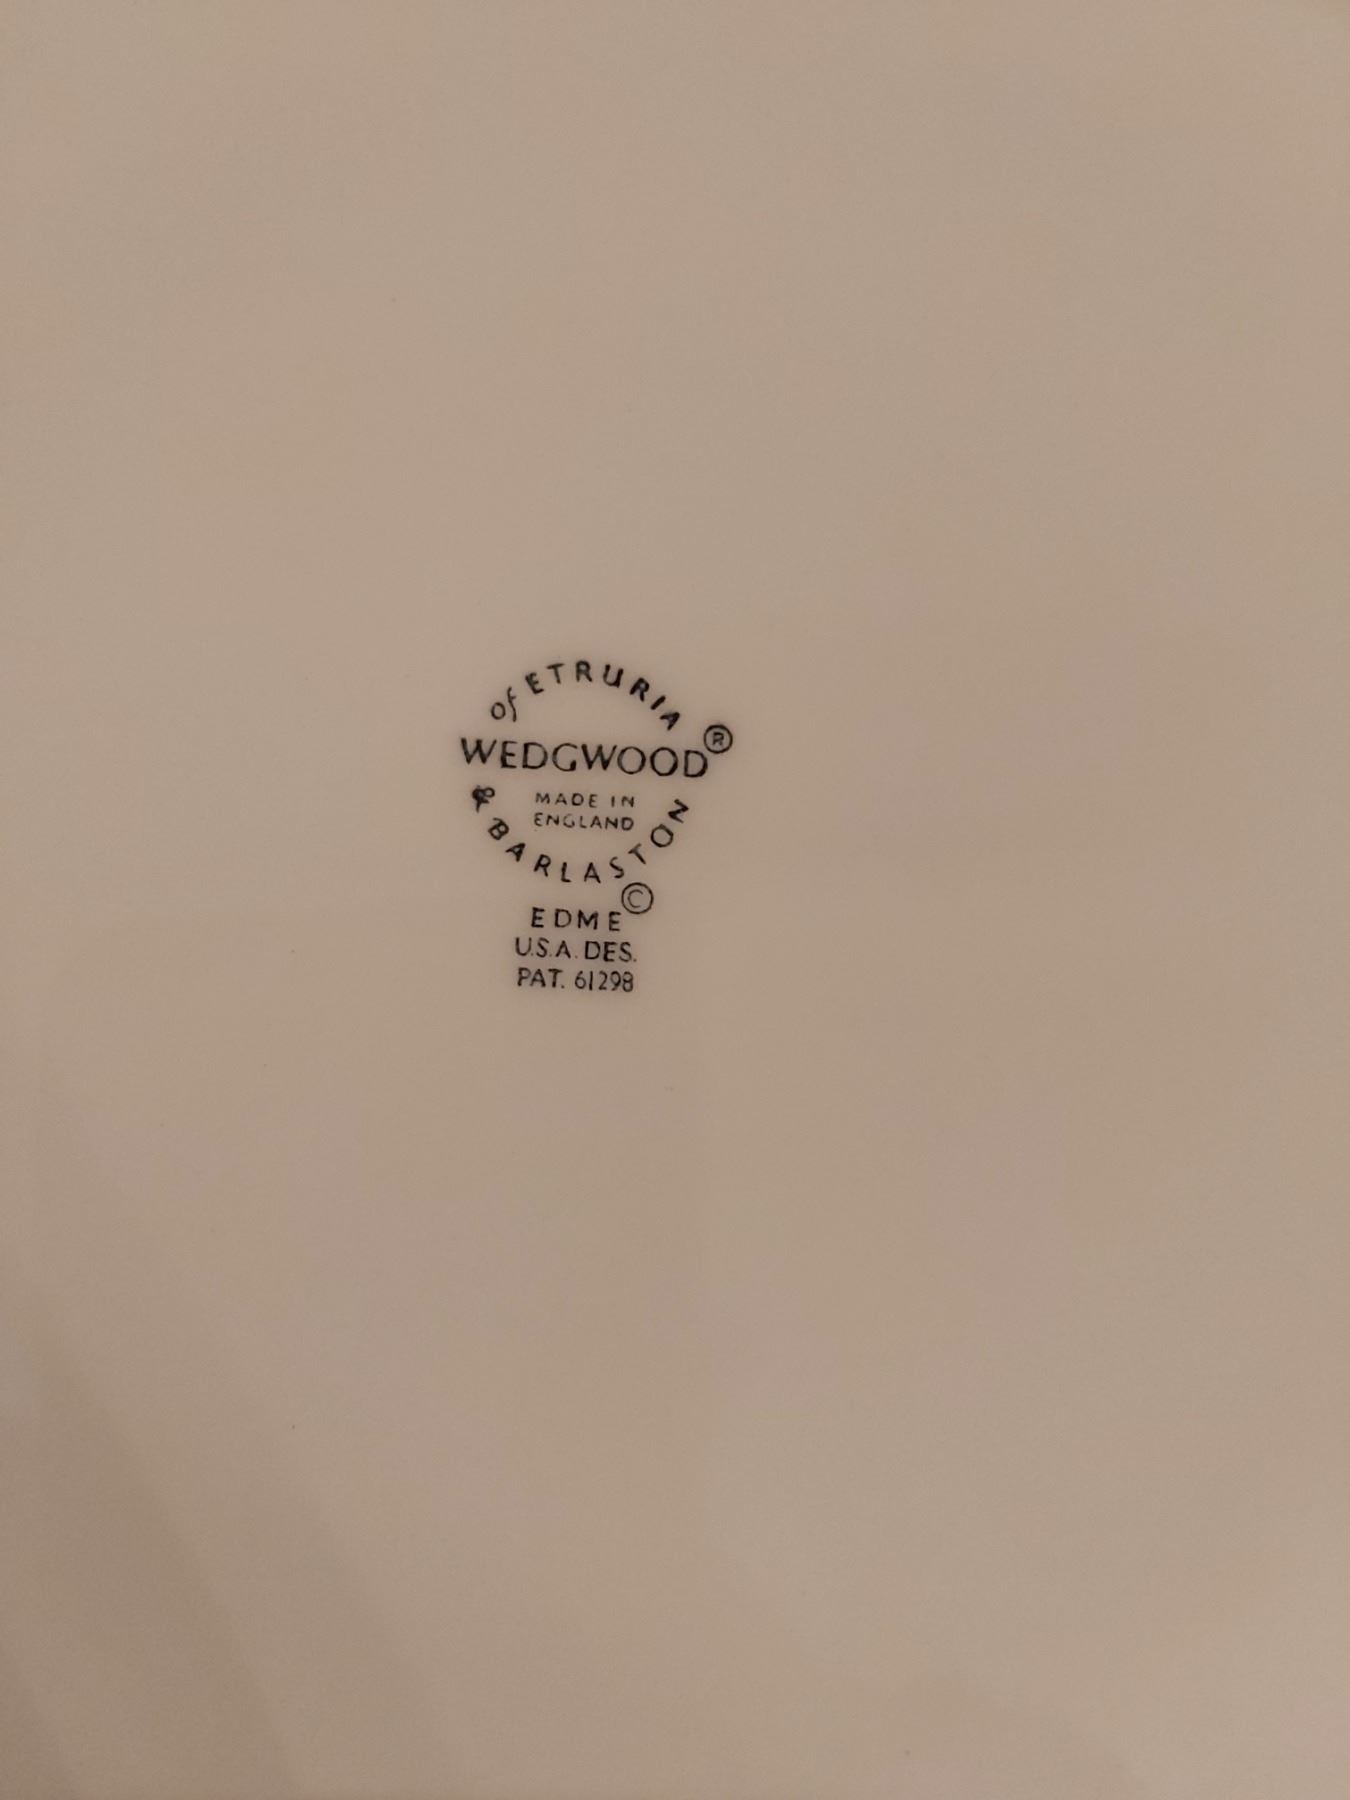 of ETRURIA
WEDGWOOD®
MADE IN
ENGLAND
& BARLASTON
EDME ©
U.S.A. DES.
PAT. 61298